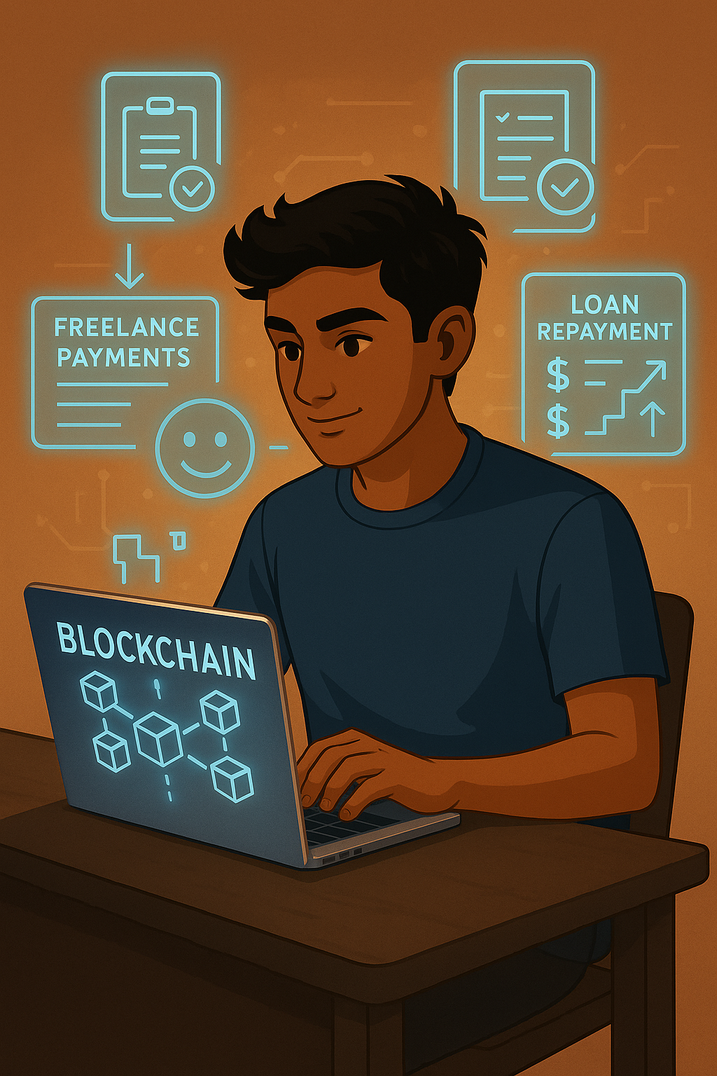 FREELANCE
PAYMENTS
LOAN
REPAYMENT
$
$
BLOCKCHAIN